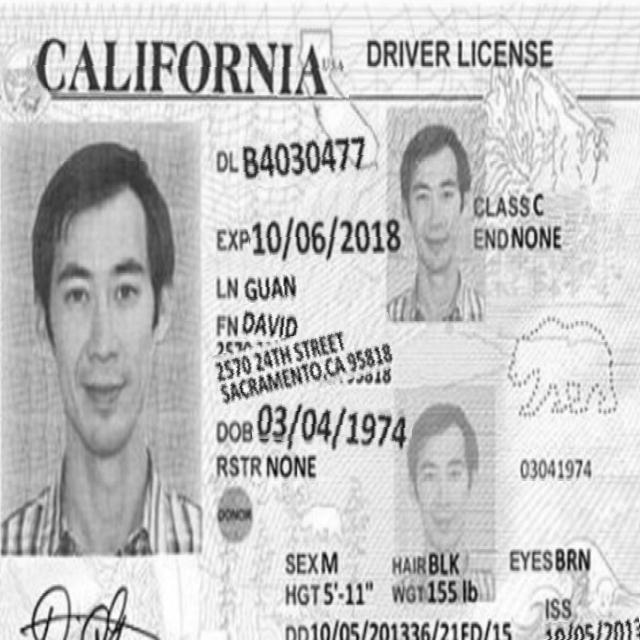 CALIFORNIA USA DRIVER LICENSE
DL B4030477
CLASS C
EXP 10/06/2018
END NONE
LN GUAN
FN DAVID
2570 24TH STREET
SACRAMENTO,CA 95818
DOB 03/04/1974
RSTR NONE
03041974
DONOR
SEX M HAIR BLK EYES BRN
HGT 5'-11" WGT 155 lb
ISS
DD 10/05/201336/21FD/15 10/05/2013